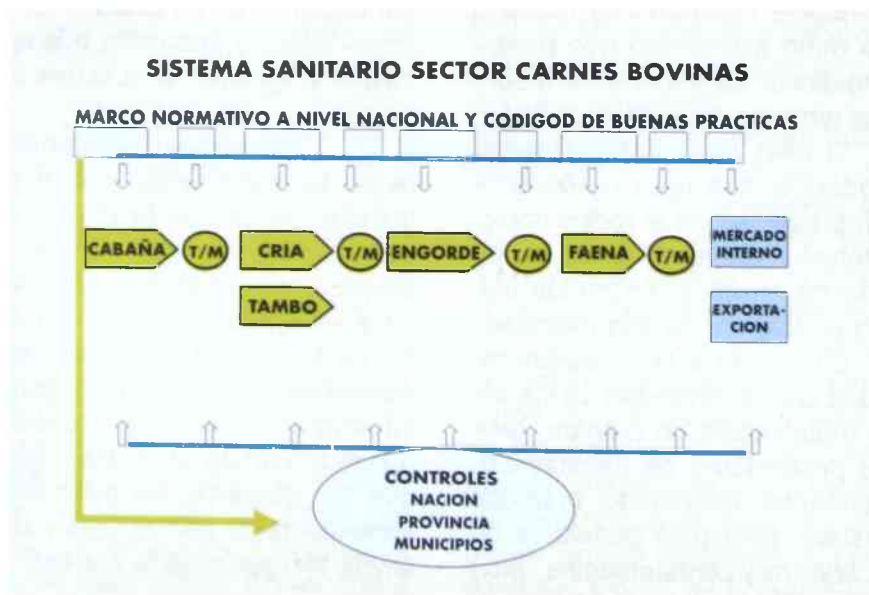 SISTEMA SANITARIO SECTOR CARNES BOVINAS
MARCO NORMATIVO A NIVEL NACIONAL Y CODIGOD DE BUENAS PRACTICAS
CABAÑA
T/M
CRIA
T/M
ENGORDE
T/M
FAENA
T/M
MERCADO
INTERNO
TAMBO
EXPORTA-
CION
CONTROLES
NACION
PROVINCIA
MUNICIPIOS